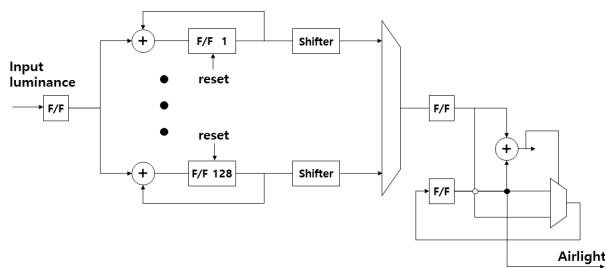 F/F 1
Shifter
reset
Input
luminance
F/F
reset
F/F 128
Shifter
F/F
F/F
Airlight